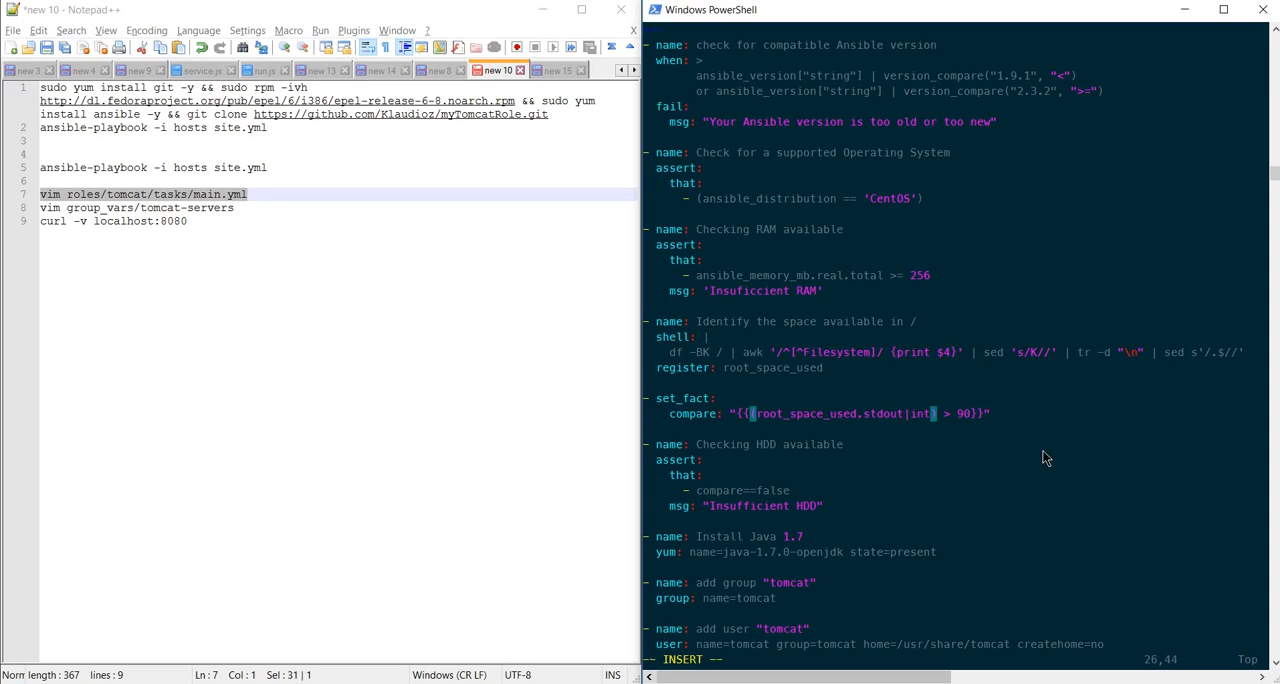 *new 10 - Notepad++
File Edit Search View Encoding Language Settings Macro Run Plugins Window ? X
new 3 new 4 new 9 service.js run.js new 13 new 14 new 8 new 10 new 15
1 sudo yum install git -y && sudo rpm -ivh
http://dl.fedoraproject.org/pub/epel/6/i386/epel-release-6-8.noarch.rpm && sudo yum
install ansible -y && git clone https://github.com/Klaudioz/myTomcatRole.git
2 ansible-playbook -i hosts site.yml
3
4
5 ansible-playbook -i hosts site.yml
6
7 vim roles/tomcat/tasks/main.yml
8 vim group_vars/tomcat-servers
9 curl -v localhost:8080
Norm length : 367 lines : 9 Ln : 7 Col : 1 Sel : 31 | 1 Windows (CR LF) UTF-8 INS
Windows PowerShell
- name: check for compatible Ansible version
when: >
ansible_version["string"] | version_compare("1.9.1", "<")
or ansible_version["string"] | version_compare("2.3.2", ">=")
fail:
msg: "Your Ansible version is too old or too new"
- name: Check for a supported Operating System
assert:
that:
- (ansible_distribution == 'CentOS')
- name: Checking RAM available
assert:
that:
- ansible_memory_mb.real.total >= 256
msg: 'Insuficcient RAM'
- name: Identify the space available in /
shell: |
df -BK / | awk '/^[^Filesystem]/ {print $4}' | sed 's/K//' | tr -d "\n" | sed s'/.$//'
register: root_space_used
- set_fact:
compare: "{{(root_space_used.stdout|int) > 90}}"
- name: Checking HDD available
assert:
that:
- compare==false
msg: "Insufficient HDD"
- name: Install Java 1.7
yum: name=java-1.7.0-openjdk state=present
- name: add group "tomcat"
group: name=tomcat
- name: add user "tomcat"
user: name=tomcat group=tomcat home=/usr/share/tomcat createhome=no
-- INSERT -- 26,44 Top